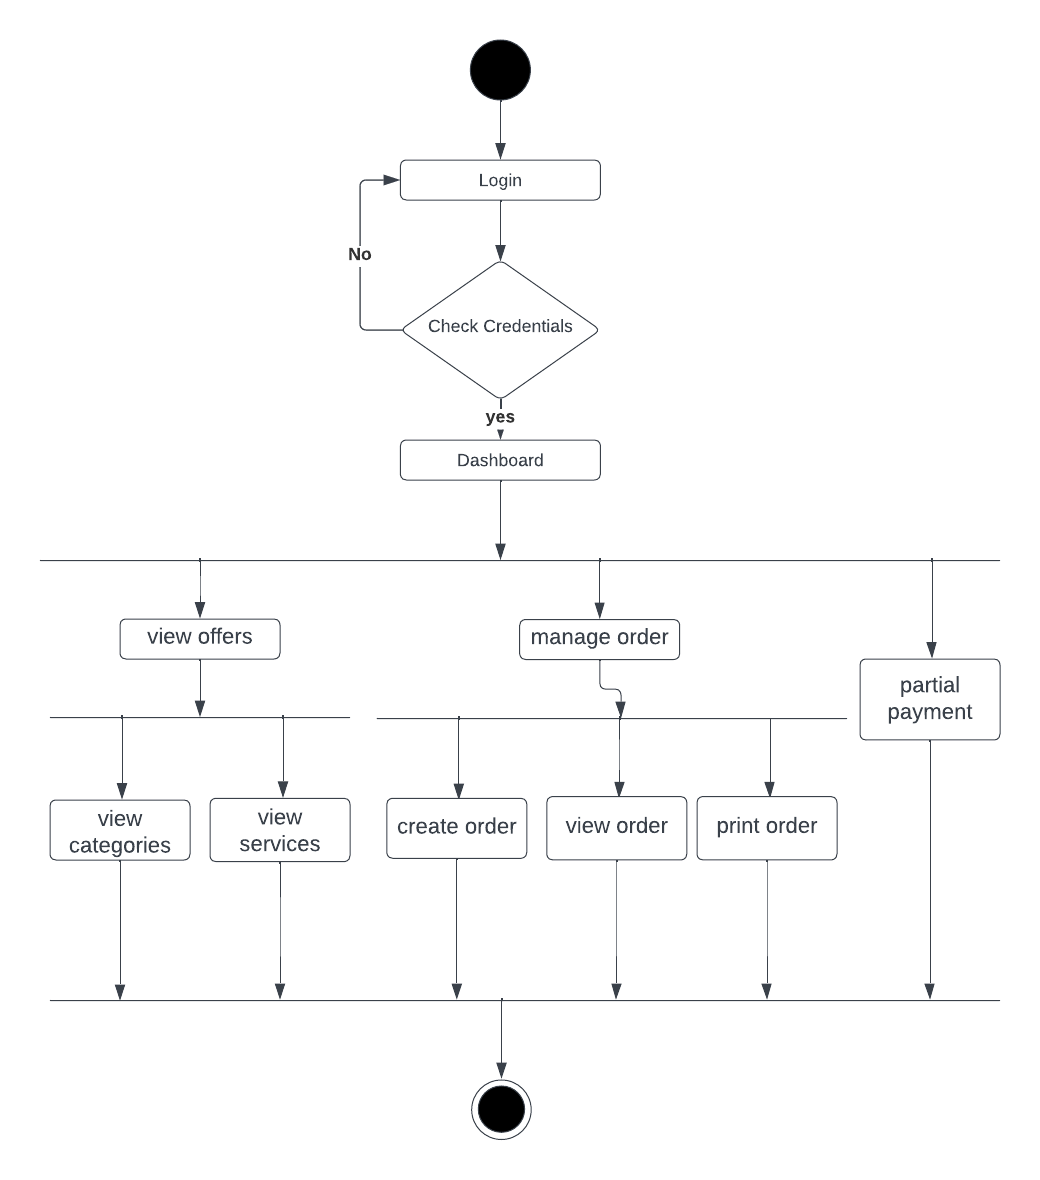 Login
No
Check Credentials
yes
Dashboard
view offers
manage order
partial
payment
view
categories
view
services
create order
view order
print order